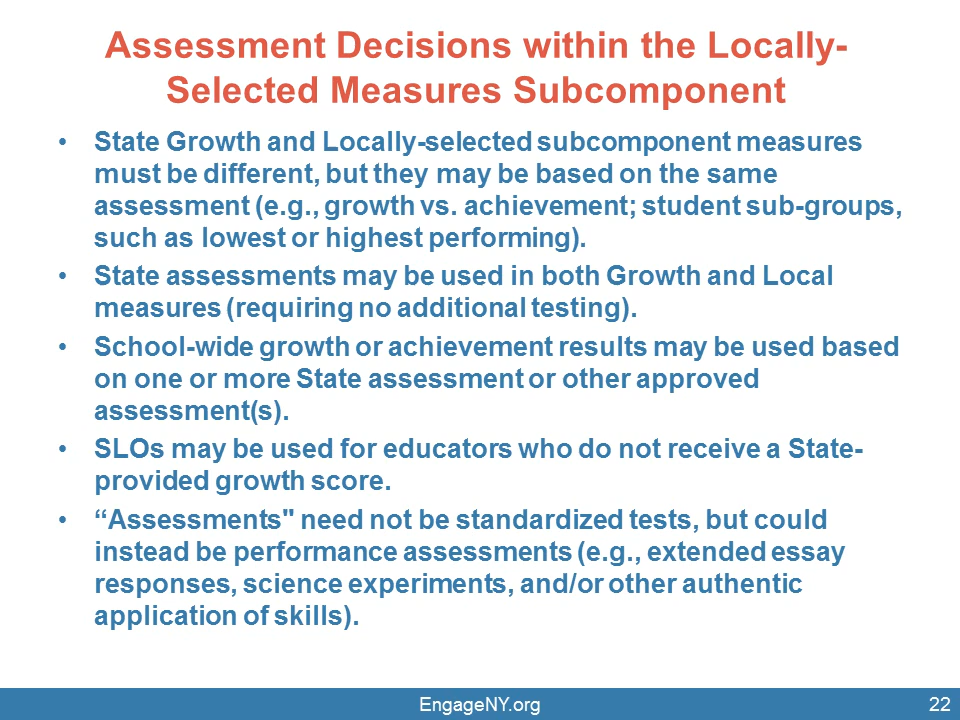 Assessment Decisions within the Locally-
Selected Measures Subcomponent
• State Growth and Locally-selected subcomponent measures
must be different, but they may be based on the same
assessment (e.g., growth vs. achievement; student sub-groups,
such as lowest or highest performing).
• State assessments may be used in both Growth and Local
measures (requiring no additional testing).
• School-wide growth or achievement results may be used based
on one or more State assessment or other approved
assessment(s).
• SLOs may be used for educators who do not receive a State-
provided growth score.
• “Assessments" need not be standardized tests, but could
instead be performance assessments (e.g., extended essay
responses, science experiments, and/or other authentic
application of skills).
EngageNY.org 22